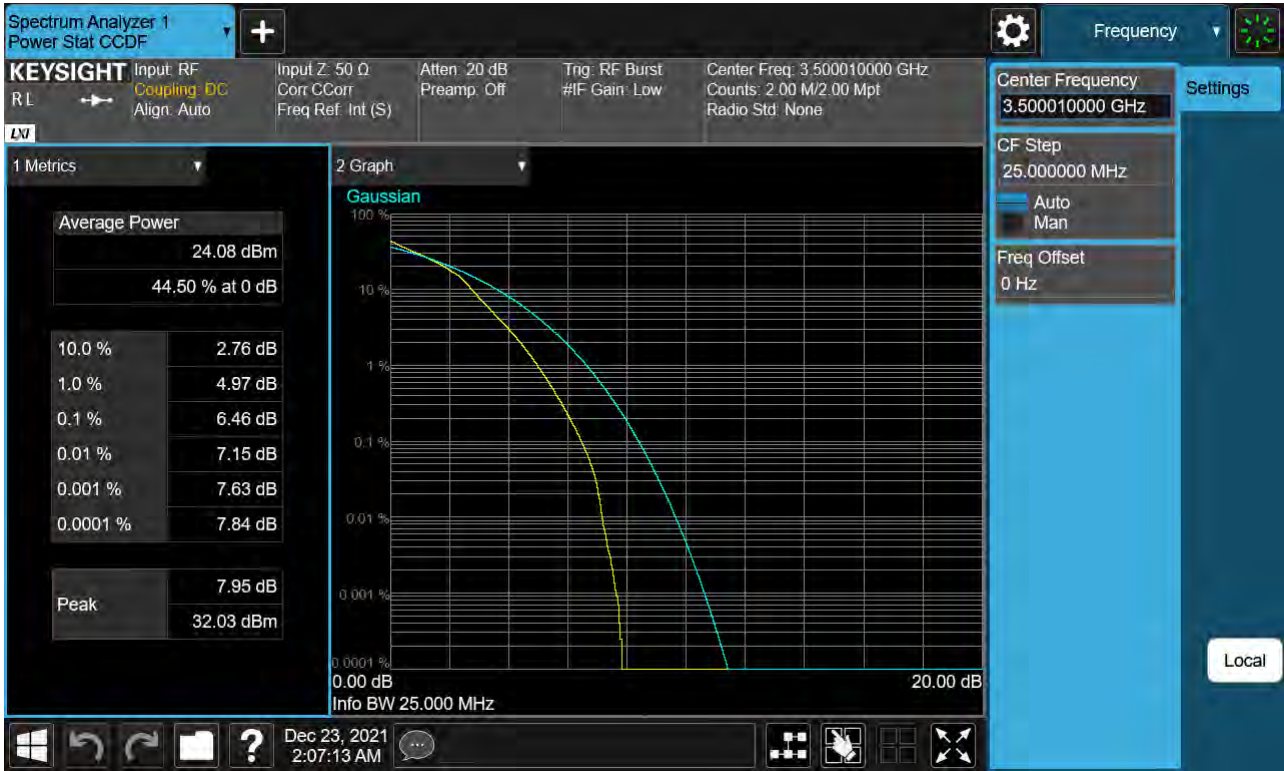 Spectrum Analyzer 1
Power Stat CCDF
+
Frequency
KEYSIGHT
RL
LXI
Input: RF
Coupling: DC
Align: Auto
Input Z: 50 Ω
Corr CCorr
Freq Ref: Int (S)
Atten: 20 dB
Preamp: Off
Trig: RF Burst
#IF Gain: Low
Center Freq: 3.500010000 GHz
Counts: 2.00 M/2.00 Mpt
Radio Std: None
Center Frequency
3.500010000 GHz
Settings
CF Step
25.000000 MHz
Auto
Man
Freq Offset
0 Hz
Local
1 Metrics
Average Power
24.08 dBm
44.50 % at 0 dB
10.0 % 2.76 dB
1.0 % 4.97 dB
0.1 % 6.46 dB
0.01 % 7.15 dB
0.001 % 7.63 dB
0.0001 % 7.84 dB
Peak
7.95 dB
32.03 dBm
2 Graph
Gaussian
100 %
10 %
1 %
0.1 %
0.01 %
0.001 %
0.0001 %
0.00 dB 20.00 dB
Info BW 25.000 MHz
?
Dec 23, 2021
2:07:13 AM